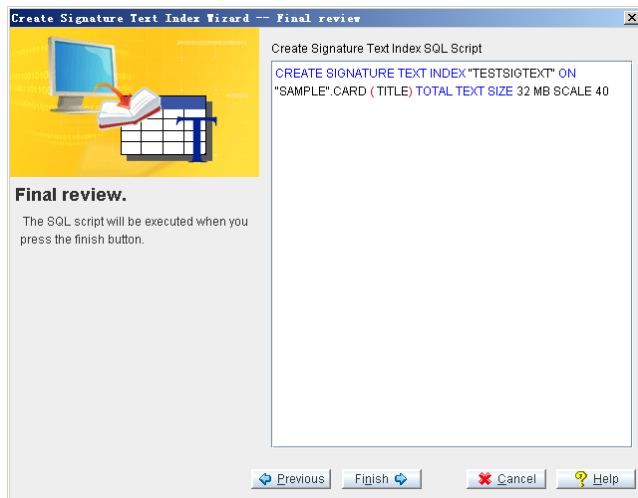 Create Signature Text Index Wizard -- Final review
Create Signature Text Index SQL Script
CREATE SIGNATURE TEXT INDEX "TESTSIGTEXT" ON
"SAMPLE".CARD ( TITLE) TOTAL TEXT SIZE 32 MB SCALE 40
T
Final review.
The SQL script will be executed when you
press the finish button.
Previous
Finish
Cancel
Help